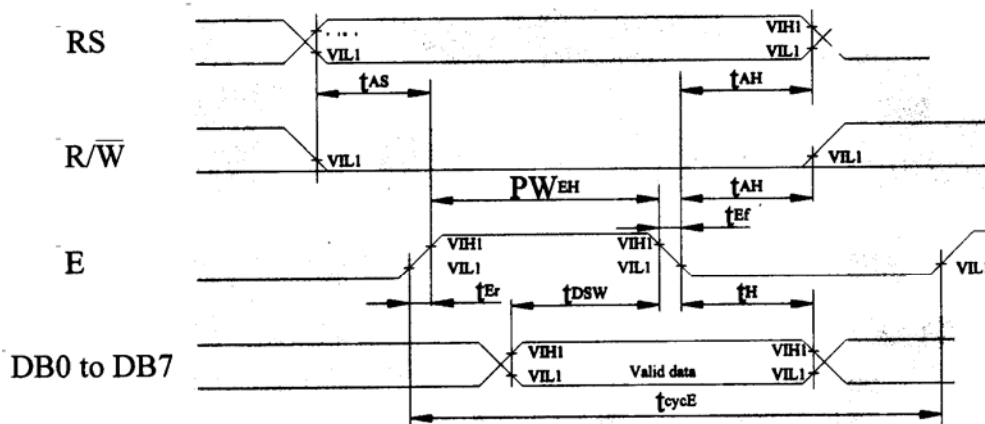 RS
VIL1
VIH1
VIL1
tAS
tAH
R/W̅
VIL1
VIL1
PWEH
tAH
tEf
E
VIH1
VIL1
VIH1
VIL1
VIL1
tEr
tDSW
tH
DB0 to DB7
VIH1
VIL1
Valid data
VIH1
VIL1
tcycE